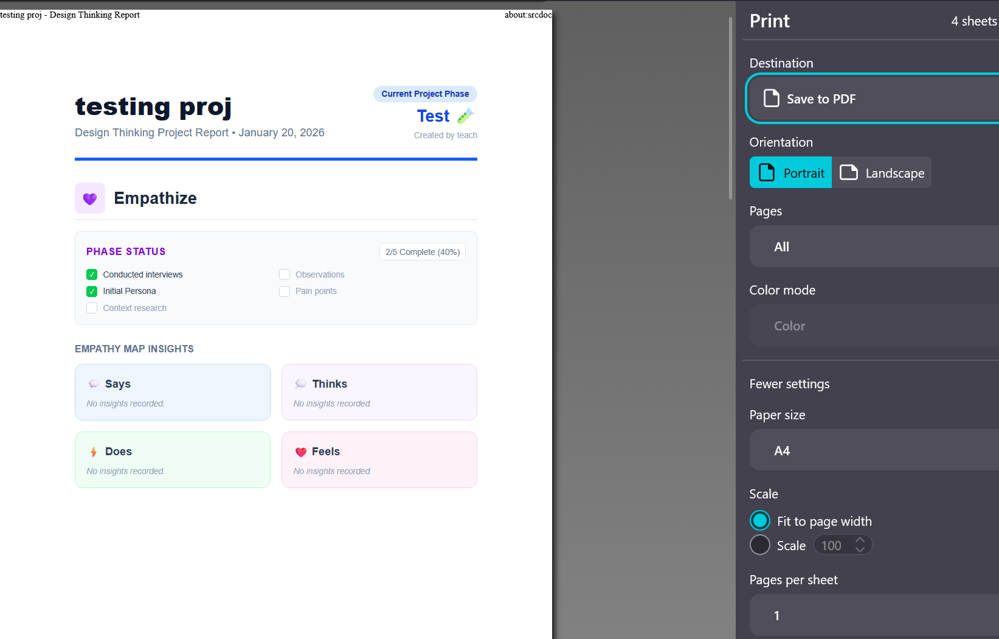 testing proj - Design Thinking Report
about:srcdoc
testing proj
Design Thinking Project Report • January 20, 2026
Current Project Phase
Test
Created by teach
Empathize
PHASE STATUS
2/5 Complete (40%)
Conducted interviews
Observations
Initial Persona
Pain points
Context research
EMPATHY MAP INSIGHTS
Says
No insights recorded.
Thinks
No insights recorded.
Does
No insights recorded.
Feels
No insights recorded.
Print
4 sheets
Destination
Save to PDF
Orientation
Portrait
Landscape
Pages
All
Color mode
Color
Fewer settings
Paper size
A4
Scale
Fit to page width
Scale
100
Pages per sheet
1